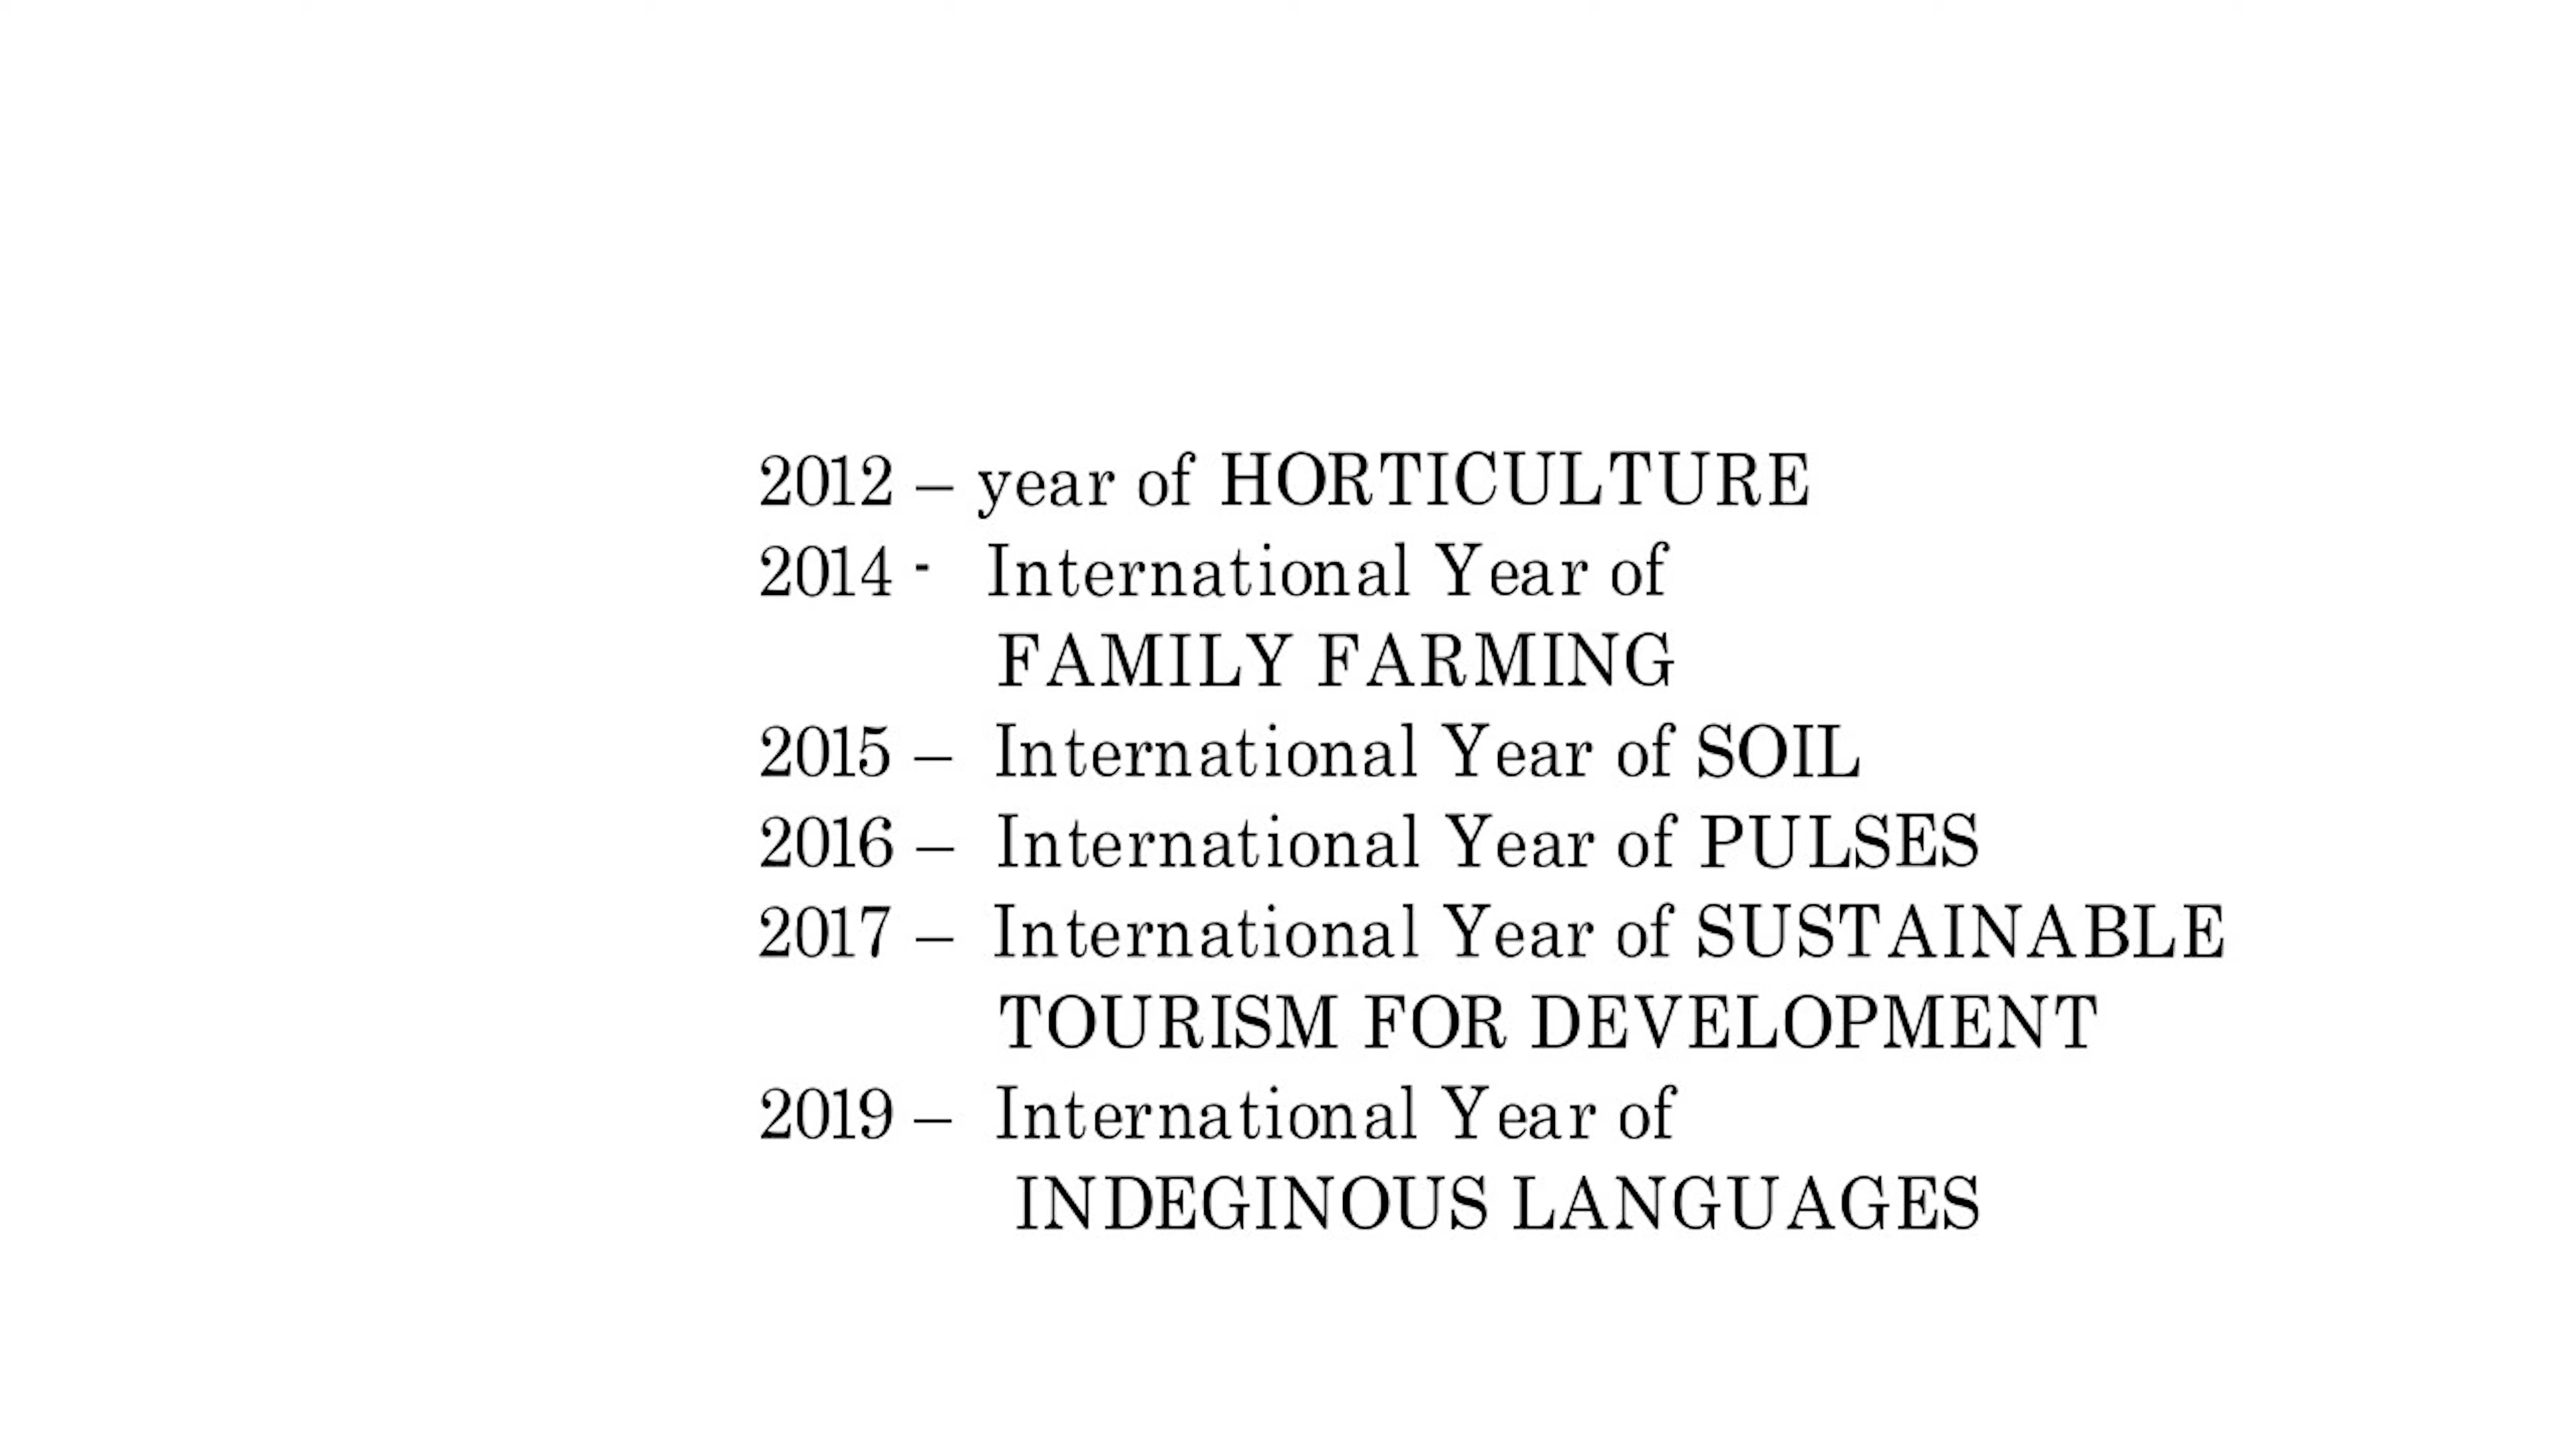 2012 – year of HORTICULTURE
2014 - International Year of
FAMILY FARMING
2015 – International Year of SOIL
2016 – International Year of PULSES
2017 – International Year of SUSTAINABLE
TOURISM FOR DEVELOPMENT
2019 – International Year of
INDEGINOUS LANGUAGES